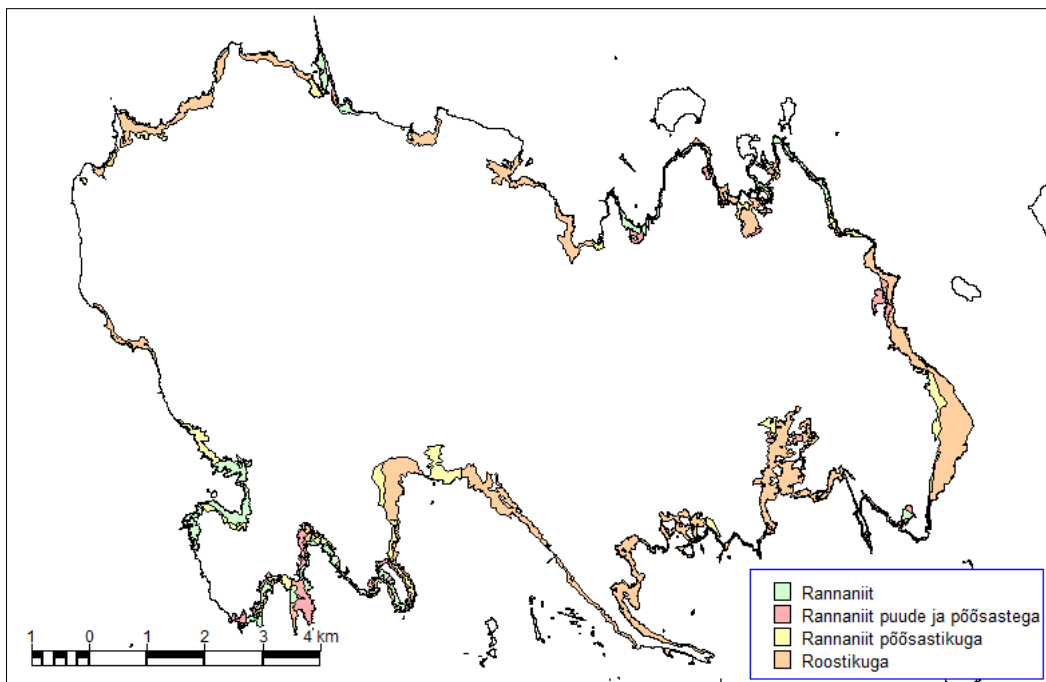 1 0 1 2 3 4 km
Rannaniit
Rannaniit puude ja põõsastega
Rannaniit põõsastikuga
Roostikuga